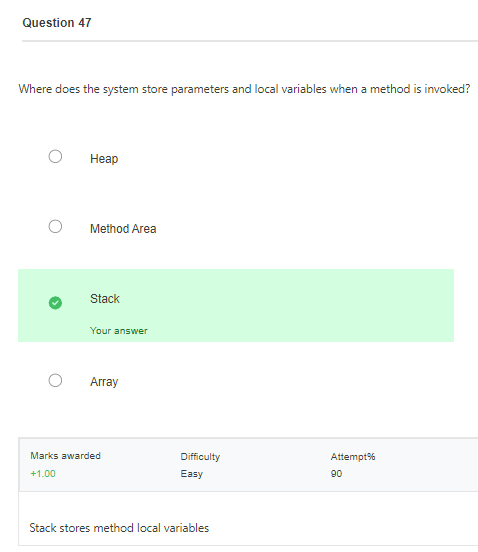 Question 47
Where does the system store parameters and local variables when a method is invoked?
Heap
Method Area
Stack
Your answer
Array
Marks awarded Difficulty Attempt%
+1.00 Easy 90
Stack stores method local variables